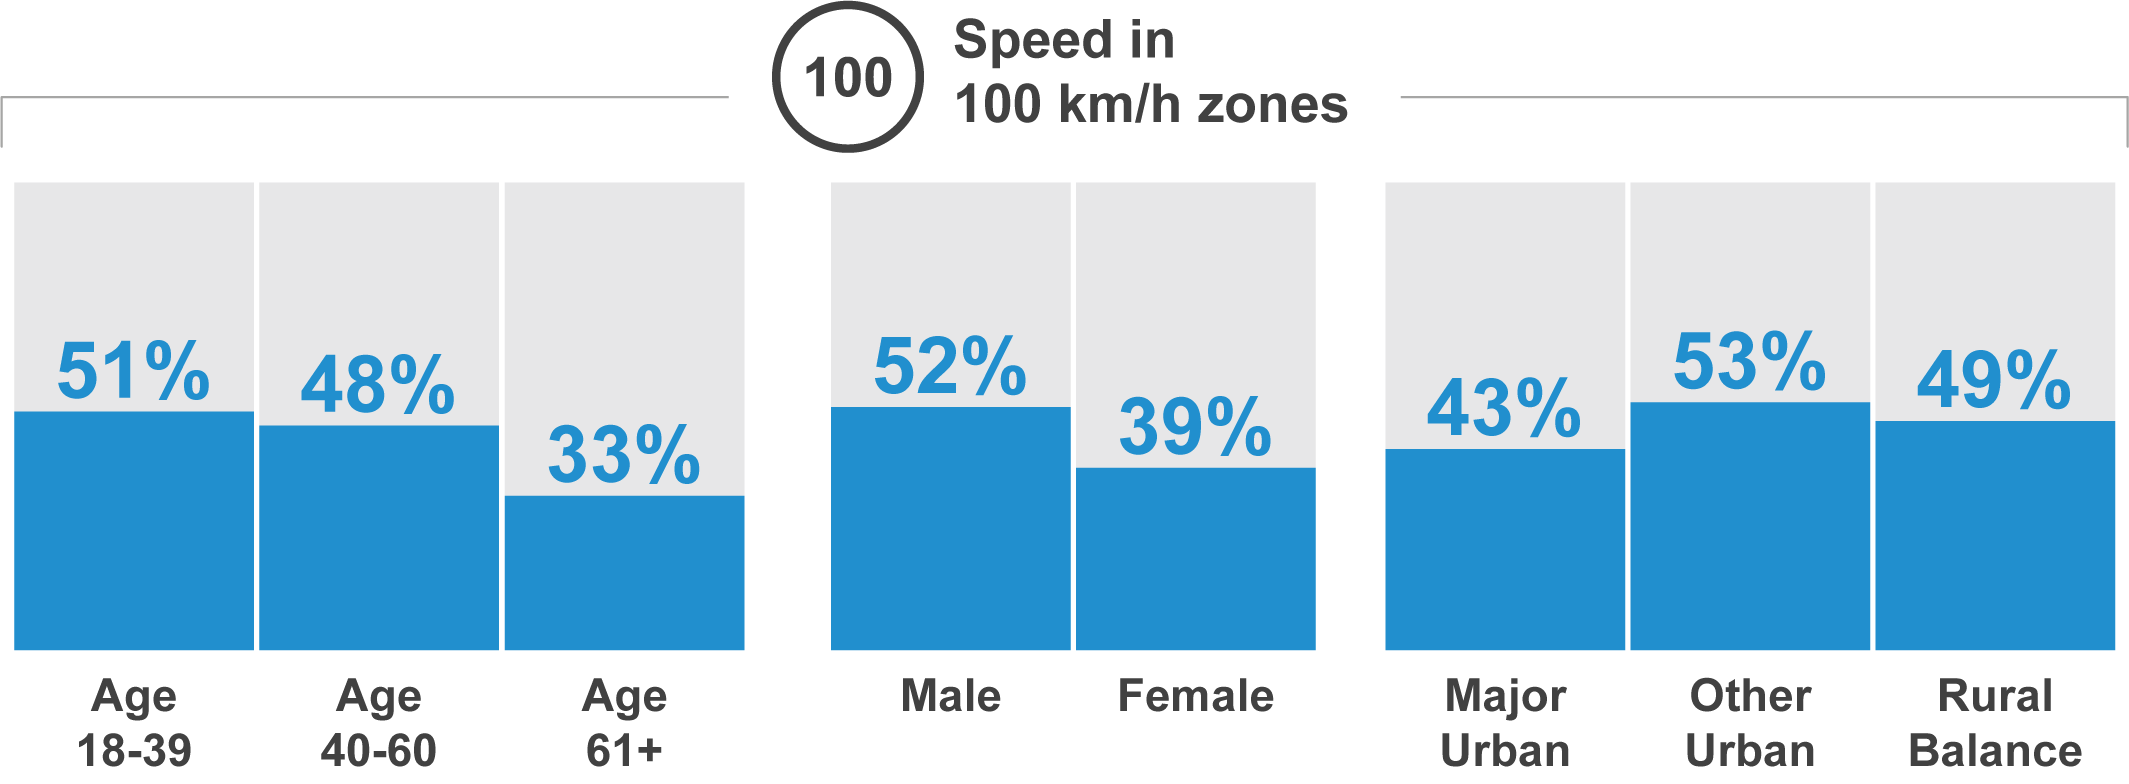 100
Speed in
100 km/h zones
51%
48%
33%
52%
39%
43%
53%
49%
Age
18-39
Age
40-60
Age
61+
Male
Female
Major
Urban
Other
Urban
Rural
Balance